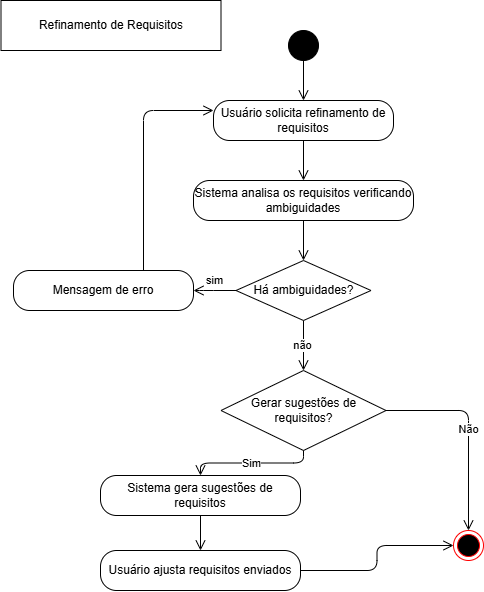 Refinamento de Requisitos
Usuário solicita refinamento de
requisitos
Sistema analisa os requisitos verificando
ambiguidades
Há ambiguidades?
sim
Mensagem de erro
não
Gerar sugestões de
requisitos?
Não
Sim
Sistema gera sugestões de
requisitos
Usuário ajusta requisitos enviados